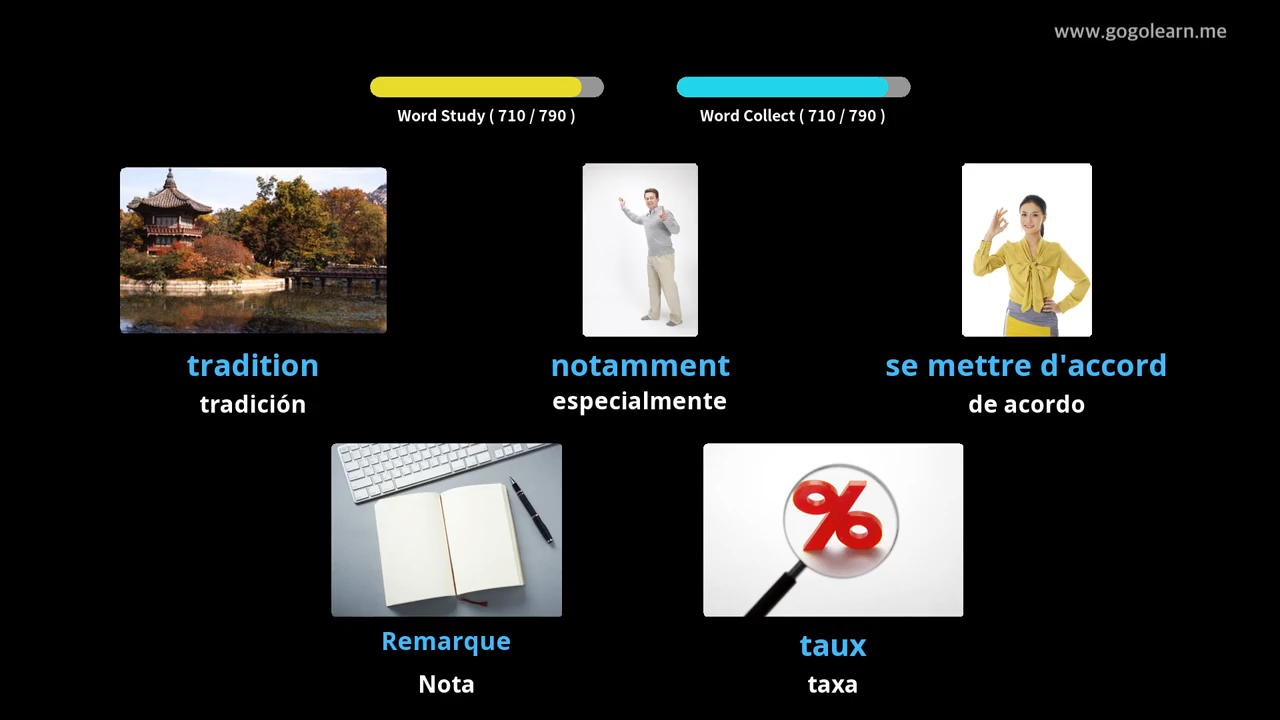 www.gogolearn.me
Word Study ( 710 / 790 )
Word Collect ( 710 / 790 )
tradition
tradición
notamment
especialmente
se mettre d'accord
de acordo
Remarque
Nota
taux
taxa